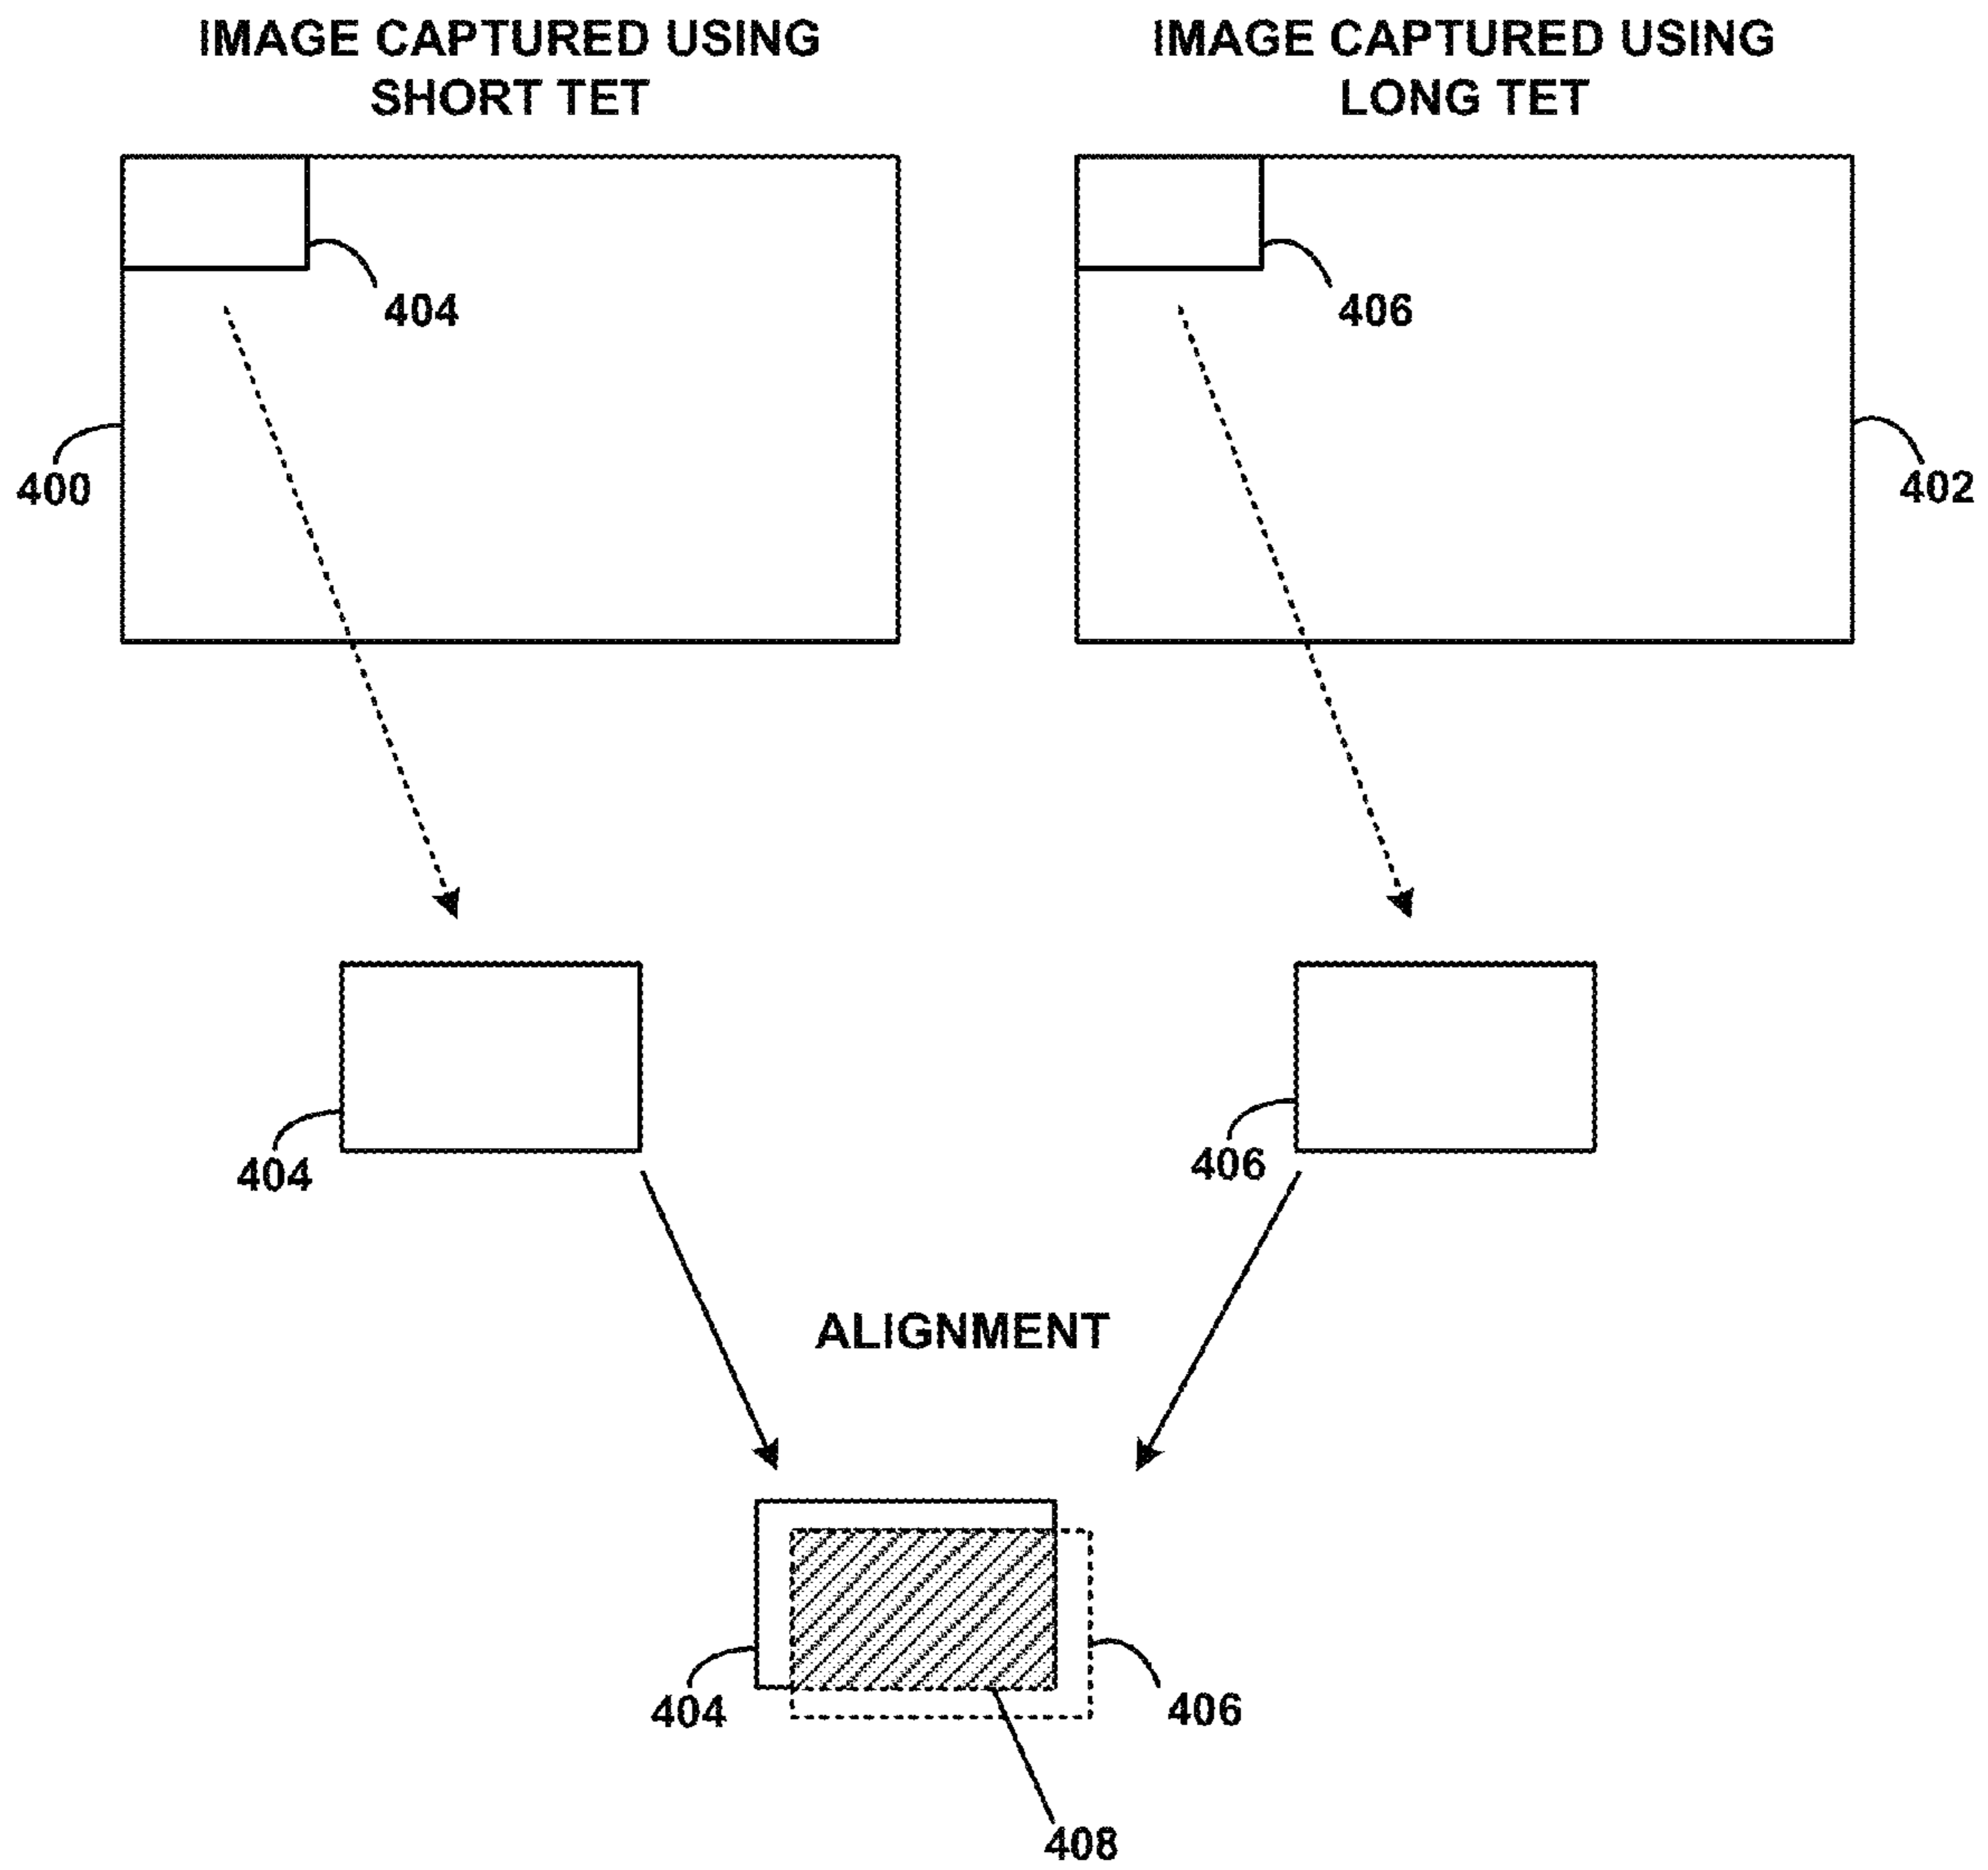 IMAGE CAPTURED USING
SHORT TET
IMAGE CAPTURED USING
LONG TET
404
406
400
402
404
406
ALIGNMENT
404
406
408